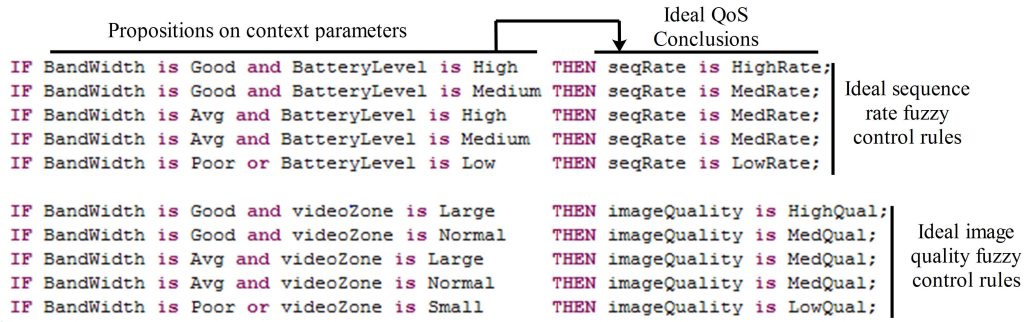 Propositions on context parameters
Ideal QoS
Conclusions
IF BandWidth is Good and BatteryLevel is High THEN seqRate is HighRate;
IF BandWidth is Good and BatteryLevel is Medium THEN seqRate is MedRate;
IF BandWidth is Avg and BatteryLevel is High THEN seqRate is MedRate;
IF BandWidth is Avg and BatteryLevel is Medium THEN seqRate is MedRate;
IF BandWidth is Poor or BatteryLevel is Low THEN seqRate is LowRate;
Ideal sequence
rate fuzzy
control rules
IF BandWidth is Good and videoZone is Large THEN imageQuality is HighQual;
IF BandWidth is Good and videoZone is Normal THEN imageQuality is MedQual;
IF BandWidth is Avg and videoZone is Large THEN imageQuality is MedQual;
IF BandWidth is Avg and videoZone is Normal THEN imageQuality is MedQual;
IF BandWidth is Poor or videoZone is Small THEN imageQuality is LowQual;
Ideal image
quality fuzzy
control rules